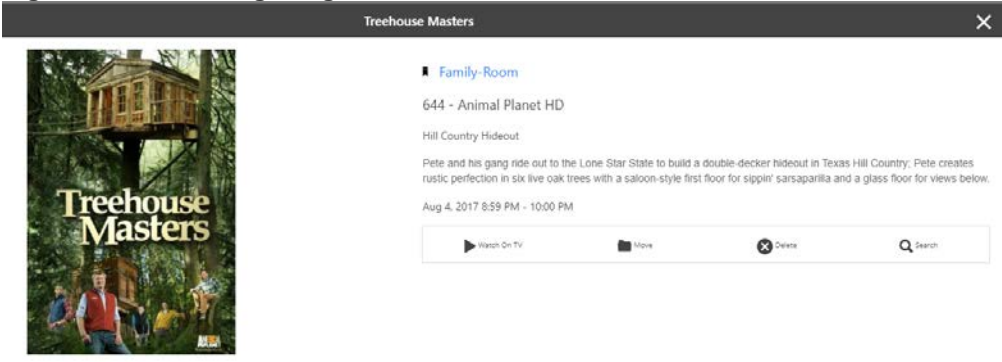 Treehouse Masters
Family-Room
644 - Animal Planet HD
Hill Country Hideout
Pete and his gang ride out to the Lone Star State to build a double-decker hideout in Texas Hill Country; Pete creates
rustic perfection in six live oak trees with a saloon-style first floor for sippin' sarsaparilla and a glass floor for views below.
Aug 4, 2017 8:59 PM - 10:00 PM
Watch On TV Move Delete Search
Treehouse
Masters